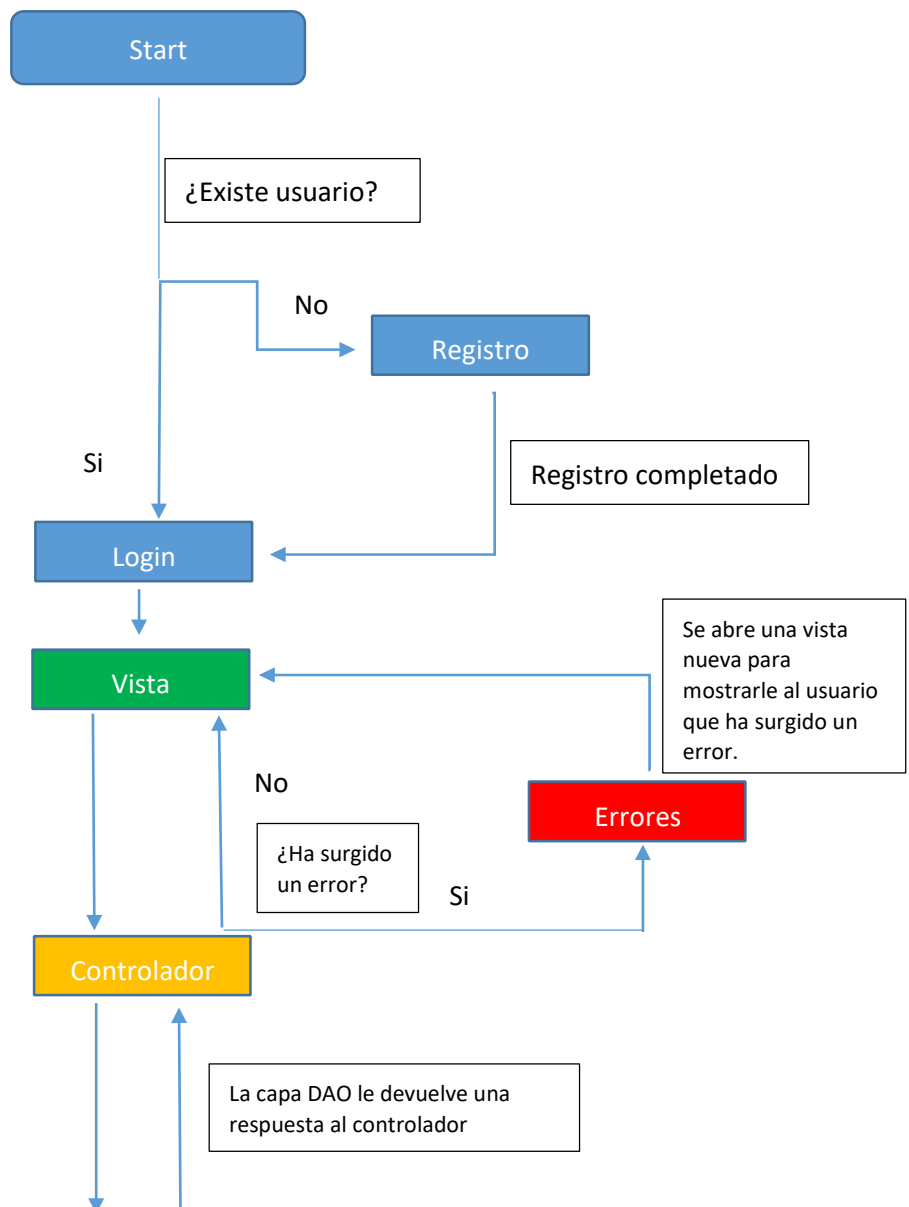 Start
¿Existe usuario?
No
Registro
Si
Registro completado
Login
Se abre una vista
nueva para
mostrarle al usuario
que ha surgido un
error.
Vista
No
Errores
¿Ha surgido
un error?
Si
Controlador
La capa DAO le devuelve una
respuesta al controlador